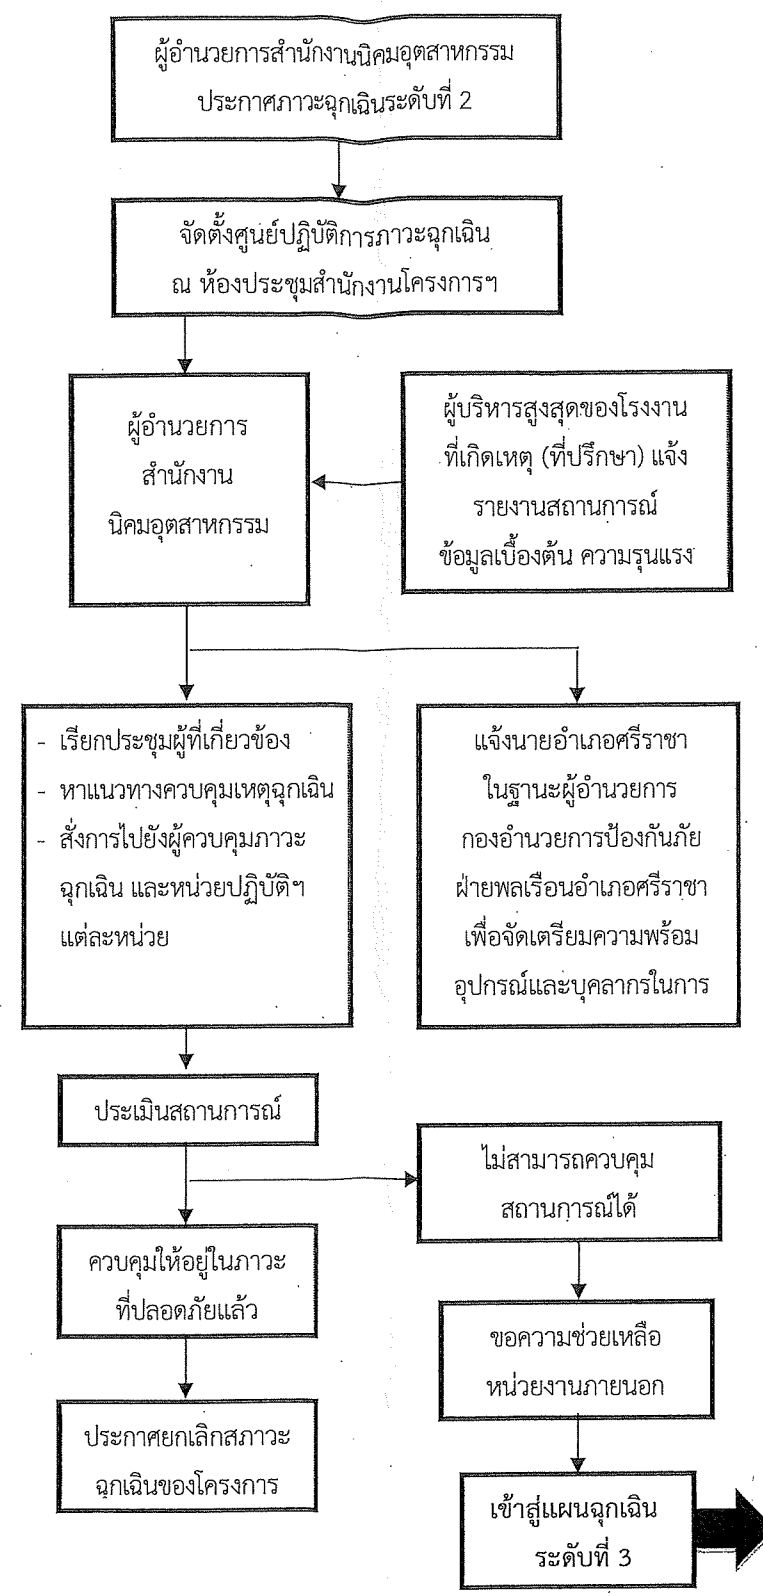 ผู้อำนวยการสำนักงานนิคมอุตสาหกรรม
ประกาศภาวะฉุกเฉินระดับที่ 2
จัดตั้งศูนย์ปฏิบัติการภาวะฉุกเฉิน
ณ ห้องประชุมสำนักงานโครงการฯ
ผู้อำนวยการ
สำนักงาน
นิคมอุตสาหกรรม
ผู้บริหารสูงสุดของโรงงาน
ที่เกิดเหตุ (ที่ปรึกษา) แจ้ง
รายงานสถานการณ์
ข้อมูลเบื้องต้น ความรุนแรง
- เรียกประชุมผู้ที่เกี่ยวข้อง
- หาแนวทางควบคุมเหตุฉุกเฉิน
- สั่งการไปยังผู้ควบคุมภาวะ
ฉุกเฉิน และหน่วยปฏิบัติฯ
แต่ละหน่วย
แจ้งนายอำเภอศรีราชา
ในฐานะผู้อำนวยการ
กองอำนวยการป้องกันภัย
ฝ่ายพลเรือนอำเภอศรีราชา
เพื่อจัดเตรียมความพร้อม
อุปกรณ์และบุคลากรในการ
ประเมินสถานการณ์
ไม่สามารถควบคุม
สถานการณ์ได้
ควบคุมให้อยู่ในภาวะ
ที่ปลอดภัยแล้ว
ขอความช่วยเหลือ
หน่วยงานภายนอก
ประกาศยกเลิกสภาวะ
ฉุกเฉินของโครงการ
เข้าสู่แผนฉุกเฉิน
ระดับที่ 3